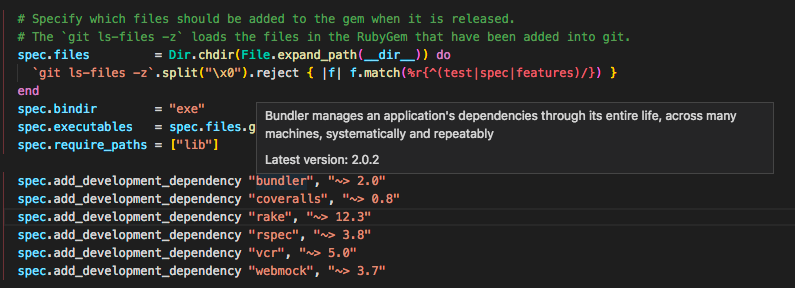 # Specify which files should be added to the gem when it is released.
# The `git ls-files -z` loads the files in the RubyGem that have been added into git.
spec.files         = Dir.chdir(File.expand_path(__dir__)) do
  `git ls-files -z`.split("\x0").reject { |f| f.match(%r{^(test|spec|features)/}) }
end
spec.bindir        = "exe"
spec.executables   = spec.files.g
spec.require_paths = ["lib"]
Bundler manages an application's dependencies through its entire life, across many
machines, systematically and repeatably
Latest version: 2.0.2
spec.add_development_dependency "bundler", "~> 2.0"
spec.add_development_dependency "coveralls", "~> 0.8"
spec.add_development_dependency "rake", "~> 12.3"
spec.add_development_dependency "rspec", "~> 3.8"
spec.add_development_dependency "vcr", "~> 5.0"
spec.add_development_dependency "webmock", "~> 3.7"